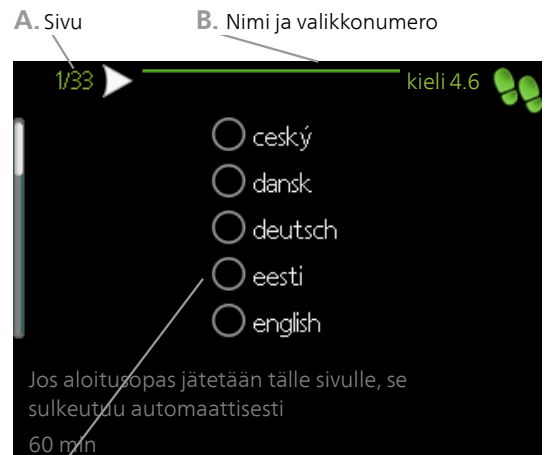 A. Sivu B. Nimi ja valikkonumero
1/33 kieli 4.6
ceský
dansk
deutsch
eesti
english
Jos aloitusopas jätetään tälle sivulle, se
sulkeutuu automaattisesti
60 min